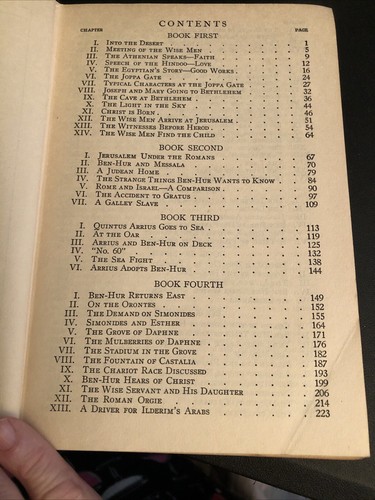 CONTENTS
CHAPTER PAGE
BOOK FIRST
I. Into the Desert . . . . . . 1
II. Meeting of the Wise Men . . . . . 5
III. The Athenian Speaks—Faith . . . . 9
IV. Speech of the Hindoo—Love . . . . 12
V. The Egyptian's Story—Good Works . . . 16
VI. The Joppa Gate . . . . . . 24
VII. Typical Characters at the Joppa Gate . . 27
VIII. Joseph and Mary Going to Bethlehem . . 32
IX. The Cave at Bethlehem . . . . . 36
X. The Light in the Sky . . . . . 44
XI. Christ is Born . . . . . . 46
XII. The Wise Men Arrive at Jerusalem . . . 51
XIII. The Witnesses Before Herod . . . . 54
XIV. The Wise Men Find the Child . . . . 64
BOOK SECOND
I. Jerusalem Under the Romans . . . . 67
II. Ben-Hur and Messala . . . . . 70
III. A Judean Home . . . . . . 79
IV. The Strange Things Ben-Hur Wants to Know . 84
V. Rome and Israel—A Comparison . . . . 90
VI. The Accident to Gratus . . . . . 97
VII. A Galley Slave . . . . . . 109
BOOK THIRD
I. Quintus Arrius Goes to Sea . . . . 113
II. At the Oar . . . . . . . 119
III. Arrius and Ben-Hur on Deck . . . . 125
IV. "No. 60" . . . . . . . 132
V. The Sea Fight . . . . . . 138
VI. Arrius Adopts Ben-Hur . . . . . 144
BOOK FOURTH
I. Ben-Hur Returns East . . . . . 149
II. On the Orontes . . . . . . 152
III. The Demand on Simonides . . . . . 155
IV. Simonides and Esther . . . . . 164
V. The Grove of Daphne . . . . . 171
VI. The Mulberries of Daphne . . . . 176
VII. The Stadium in the Grove . . . . 182
VIII. The Fountain of Castalia . . . . 187
IX. The Chariot Race Discussed . . . . 193
X. Ben-Hur Hears of Christ . . . . 199
XI. The Wise Servant and His Daughter . . . 206
XII. The Roman Orgie . . . . . . 214
XIII. A Driver for Ilderim's Arabs . . . . 223